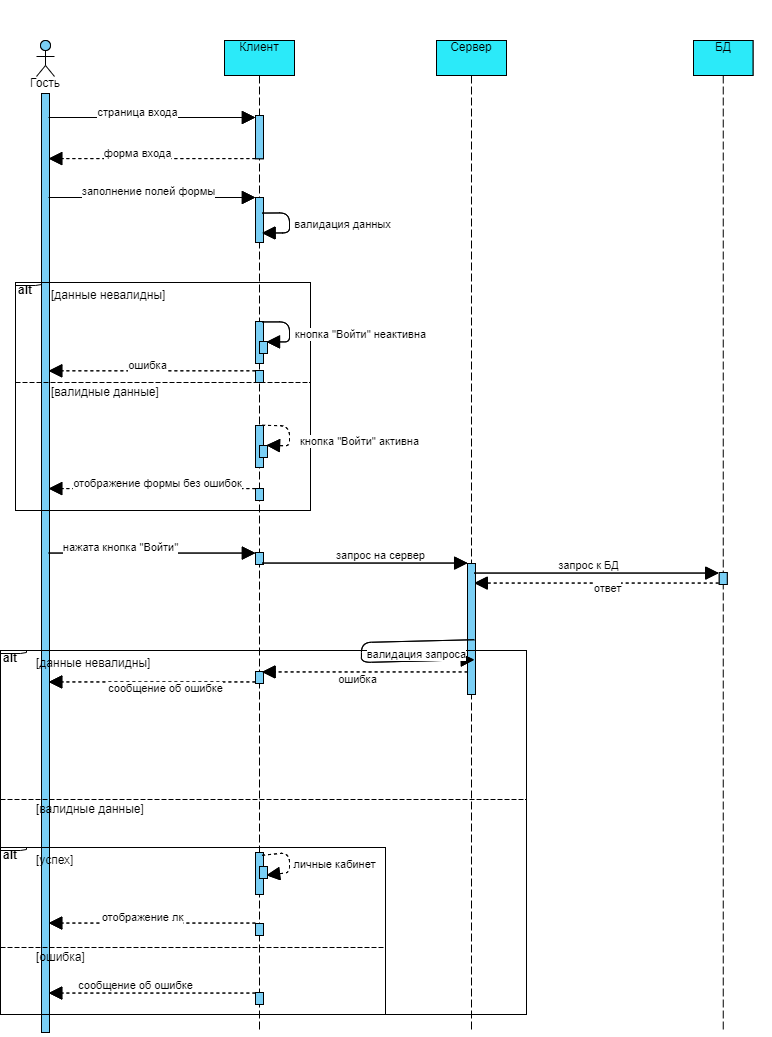 Клиент
Сервер
БД
Гость
страница входа
форма входа
заполнение полей формы
валидация данных
alt
[данные невалидны]
кнопка "Войти" неактивна
ошибка
[валидные данные]
кнопка "Войти" активна
отображение формы без ошибок
нажата кнопка "Войти"
запрос на сервер
запрос к БД
ответ
валидация запроса
alt
[данные невалидны]
ошибка
сообщение об ошибке
[валидные данные]
alt
[успех]
личные кабинет
отображение лк
[ошибка]
сообщение об ошибке